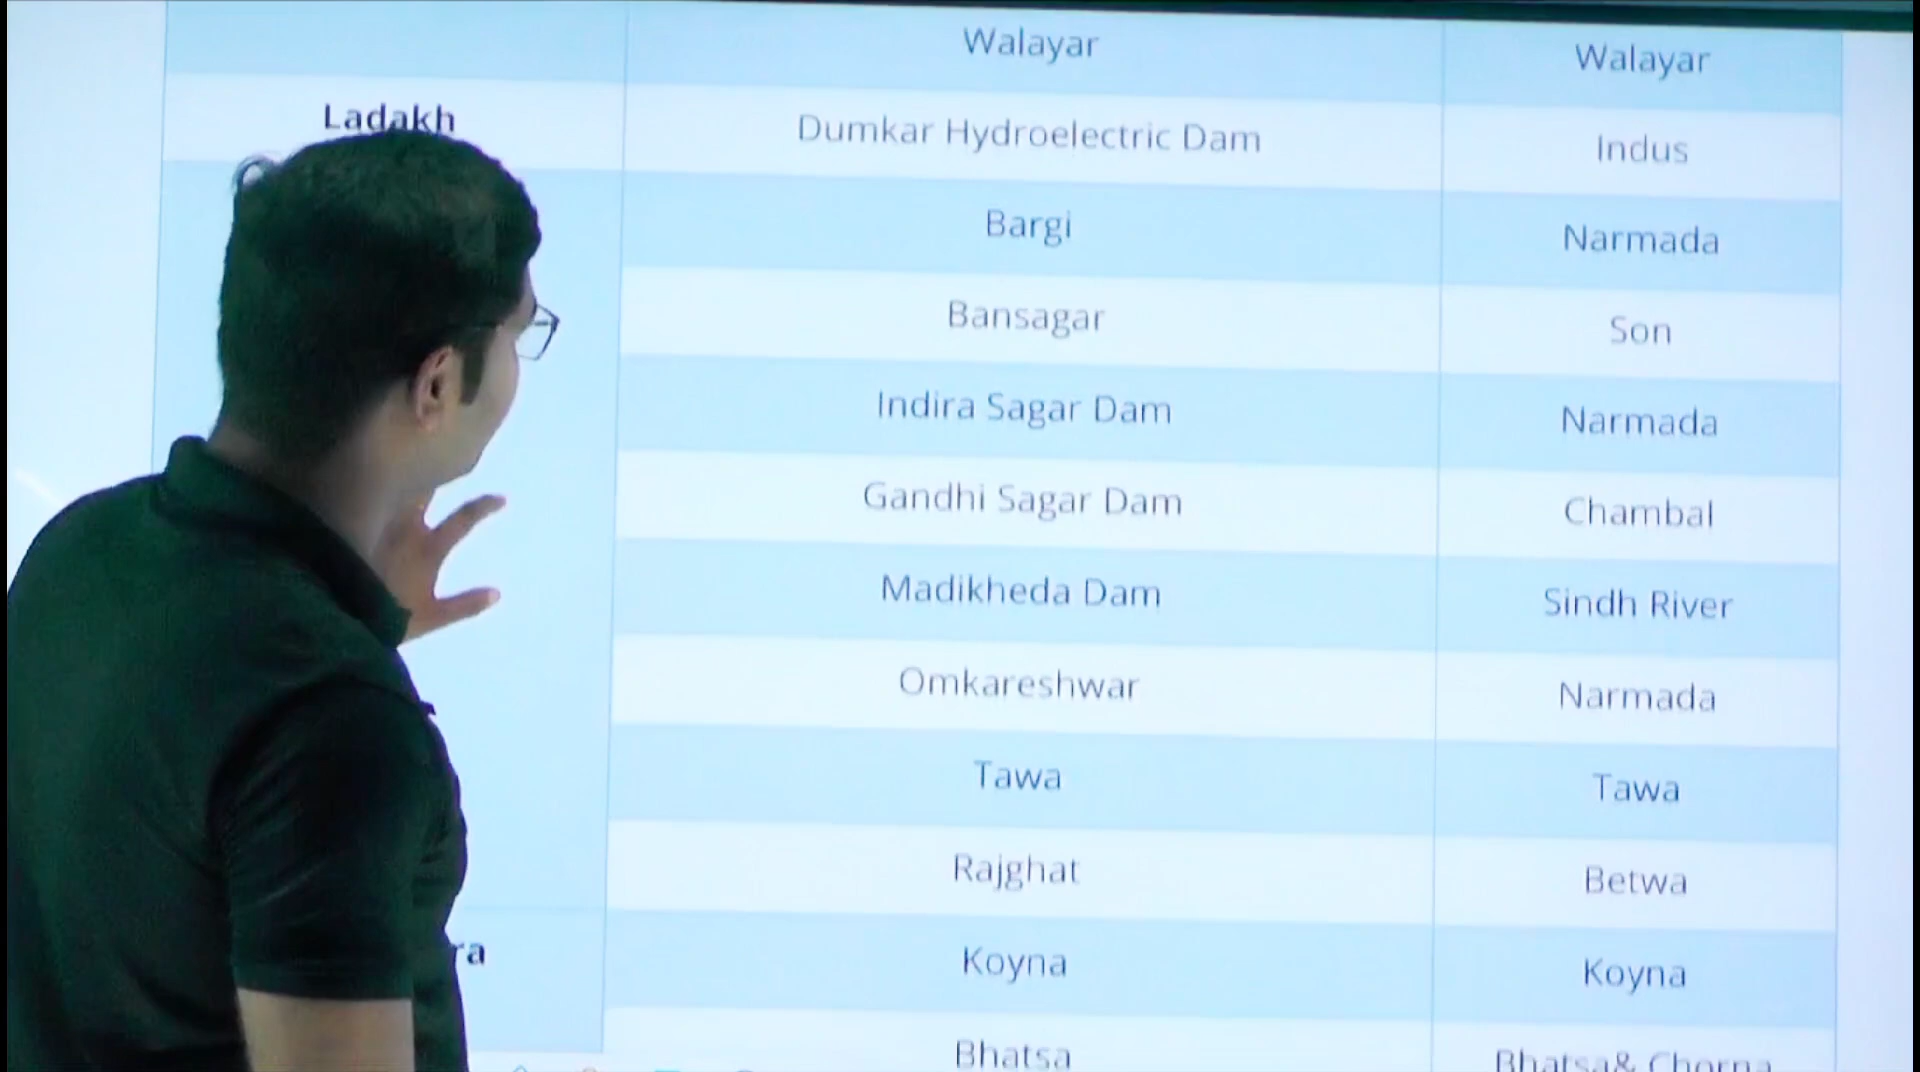 Walayar Walayar
Ladakh Dumkar Hydroelectric Dam Indus
Bargi Narmada
Bansagar Son
Indira Sagar Dam Narmada
Gandhi Sagar Dam Chambal
Madikheda Dam Sindh River
Omkareshwar Narmada
Tawa Tawa
Rajghat Betwa
ra Koyna Koyna
Bhatsa Bhatsa& Chorna